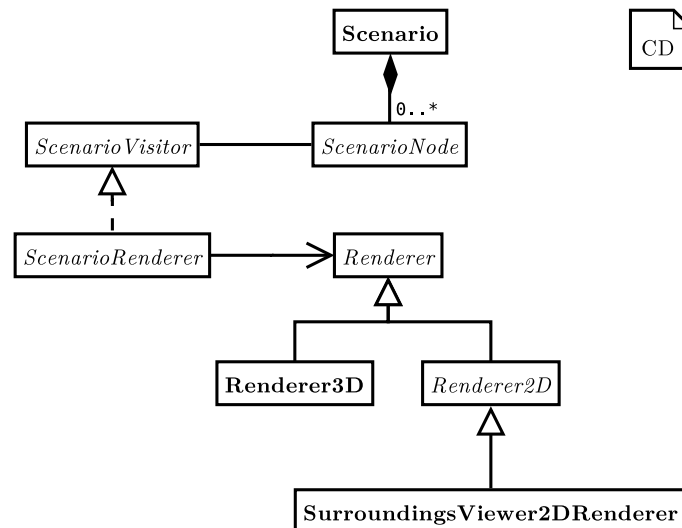 Scenario
CD
0..*
ScenarioVisitor
ScenarioNode
ScenarioRenderer
Renderer
Renderer3D
Renderer2D
SurroundingsViewer2DRenderer